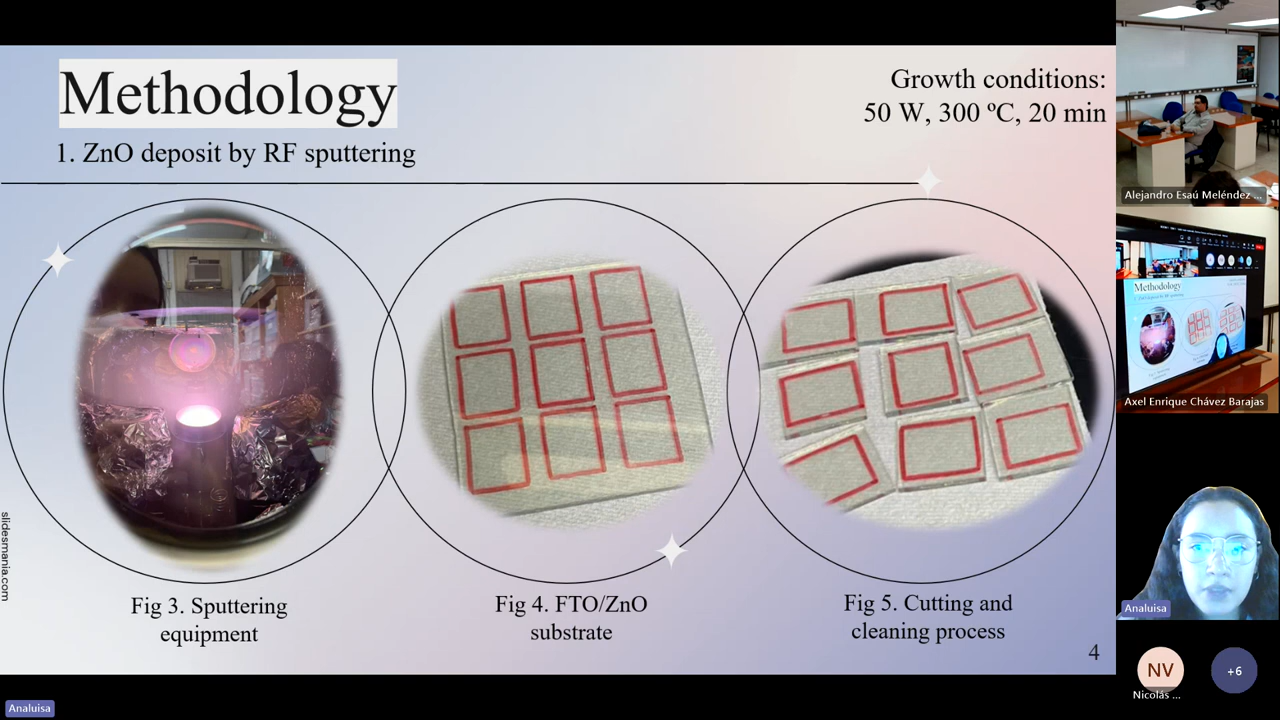 Methodology
1. ZnO deposit by RF sputtering
Growth conditions:
50 W, 300 ºC, 20 min
Fig 3. Sputtering
equipment
Fig 4. FTO/ZnO
substrate
Fig 5. Cutting and
cleaning process
4
slidesmania.com
Analuisa
Alejandro Esaú Meléndez ...
Methodology
Axel Enrique Chávez Barajas
Analuisa
NV
Nicolás ...
+6